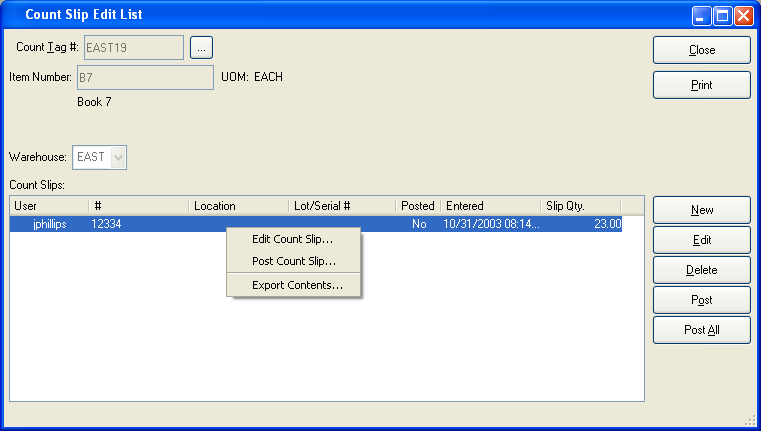 Count Slip Edit List
Count Tag #: EAST19 ... Close
Item Number: B7 UOM: EACH Print
Book 7
Warehouse: EAST
Count Slips:
User # Location Lot/Serial # Posted Entered Slip Qty. New
jphillips 12334 No 10/31/2003 08:14... 23.00
Edit Count Slip... Edit
Post Count Slip... Delete
Export Contents... Post
Post All